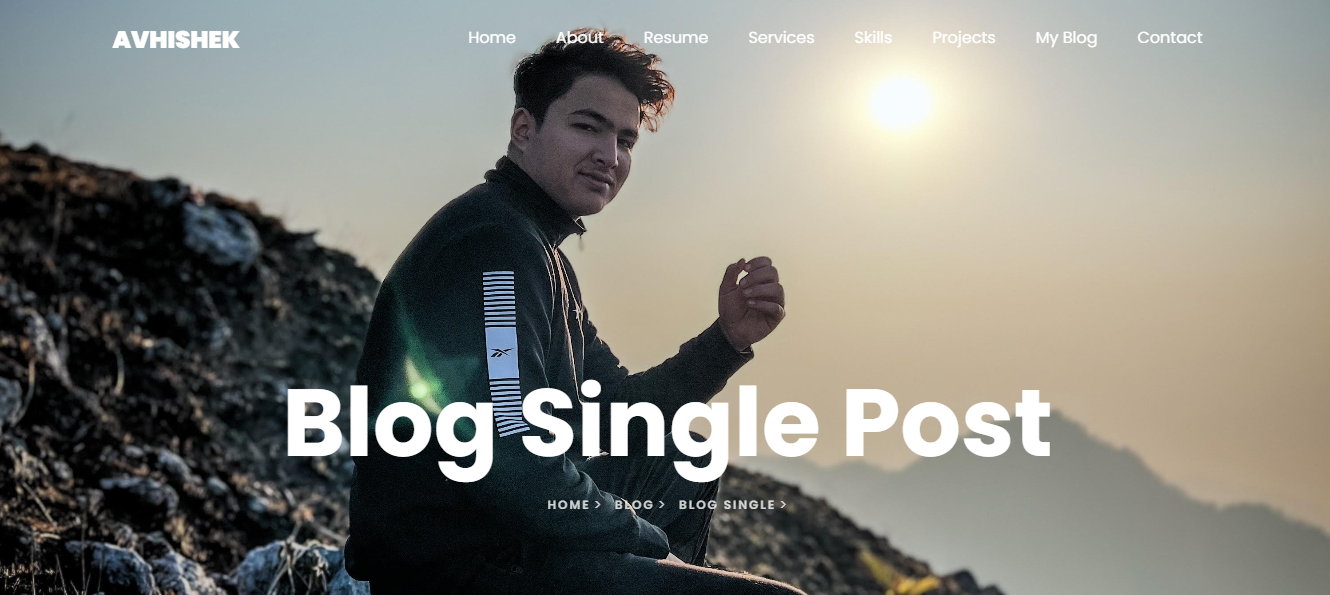 AVHISHEK
Home About Resume Services Skills Projects My Blog Contact
Blog Single Post
HOME > BLOG > BLOG SINGLE >